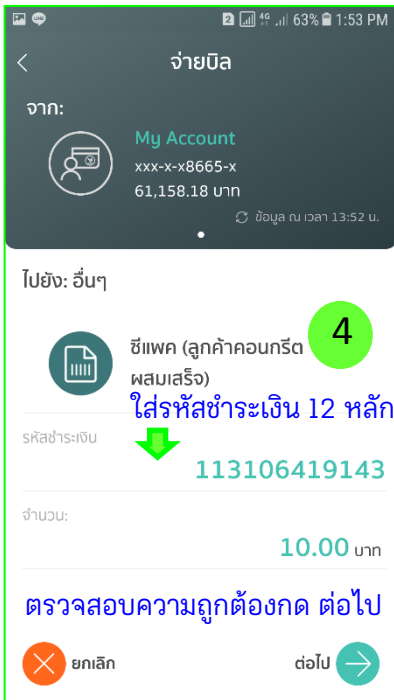 2 4G 63% 1:53 PM
จ่ายบิล
จาก:
My Account
xxx-x-x8665-x
61,158.18 บาท
ข้อมูล ณ เวลา 13:52 น.
ไปยัง: อื่นๆ
4
ซีแพค (ลูกค้าคอนกรีต
ผสมเสร็จ)
ใส่รหัสชำระเงิน 12 หลัก
รหัสชำระเงิน
113106419143
จำนวน:
10.00 บาท
ตรวจสอบความถูกต้องกด ต่อไป
ยกเลิก ต่อไป